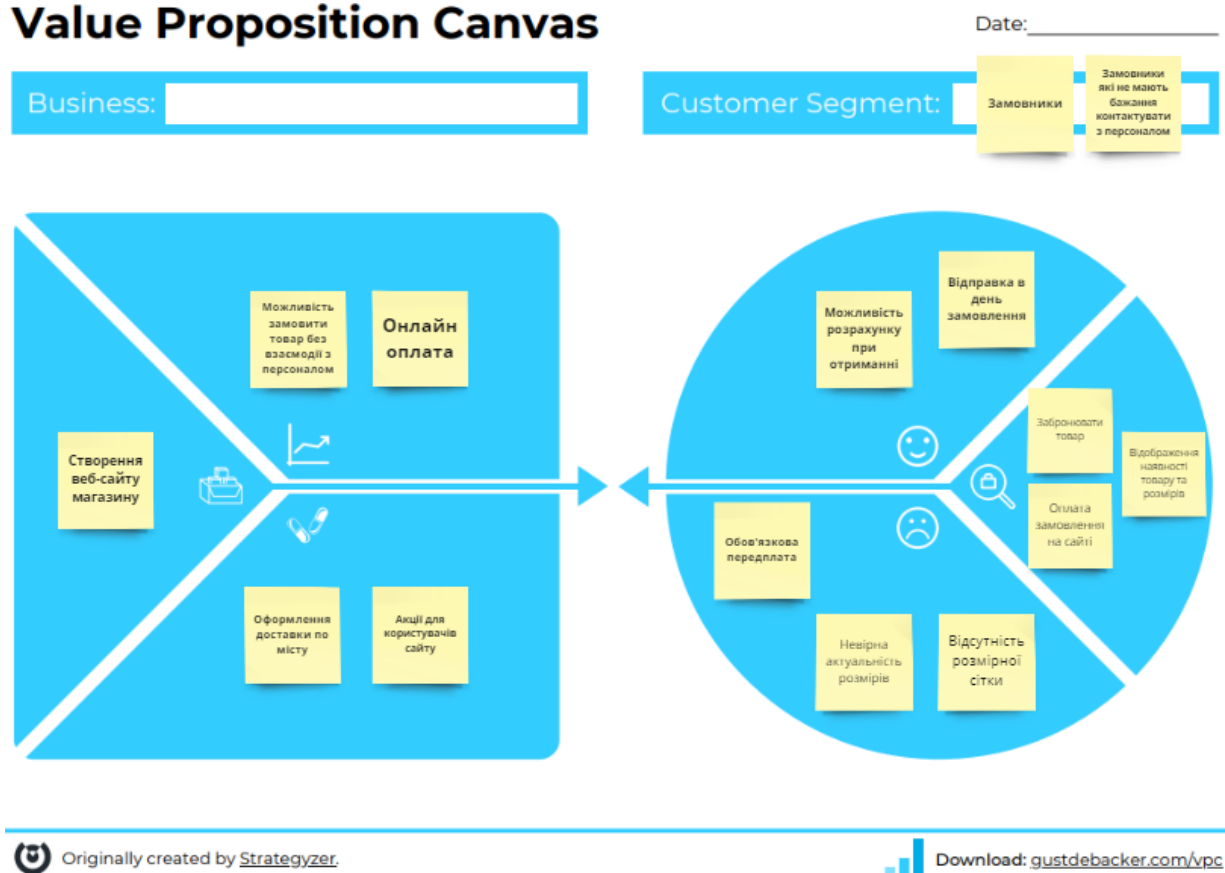 Value Proposition Canvas
Date:
Business:
Customer Segment:
Замовники
Замовники
які не мають
бажання
контактувати
з персоналом
Можливість
замовити
товар без
взаємодії з
персоналом
Онлайн
оплата
Створення
веб-сайту
магазину
Оформлення
доставки по
місту
Акції для
користувачів
сайту
Можливість
розрахунку
при
отриманні
Відправка в
день
замовлення
Забронювати
товар
Відображення
наявності
товару та
розмірів
Оплата
замовлення
на сайті
Обов'язкова
передплата
Невірна
актуальність
розмірів
Відсутність
розмірної
сітки
Originally created by Strategyzer.
Download: gustdebacker.com/vpc